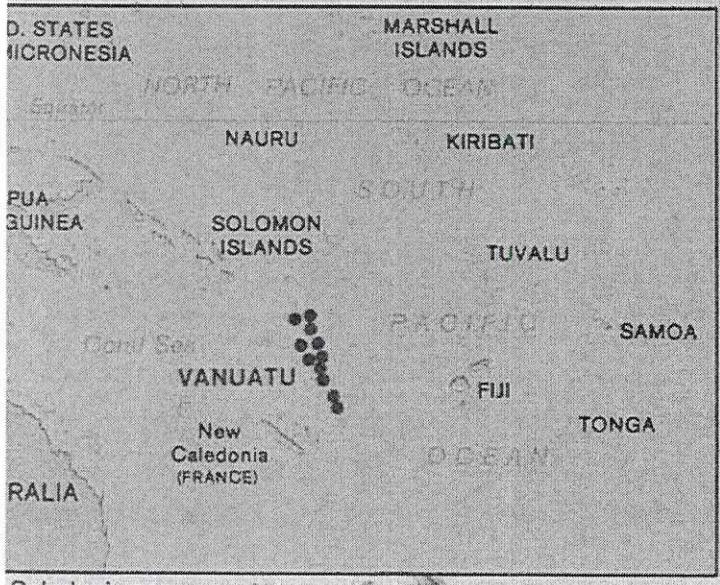 D. STATES
MICRONESIA
MARSHALL
ISLANDS
NORTH PACIFIC OCEAN
Equator
NAURU
KIRIBATI
SOUTH
PUA
GUINEA
SOLOMON
ISLANDS
TUVALU
PACIFIC
SAMOA
Coral Sea
VANUATU
FIJI
TONGA
New
Caledonia
(FRANCE)
OCEAN
RALIA